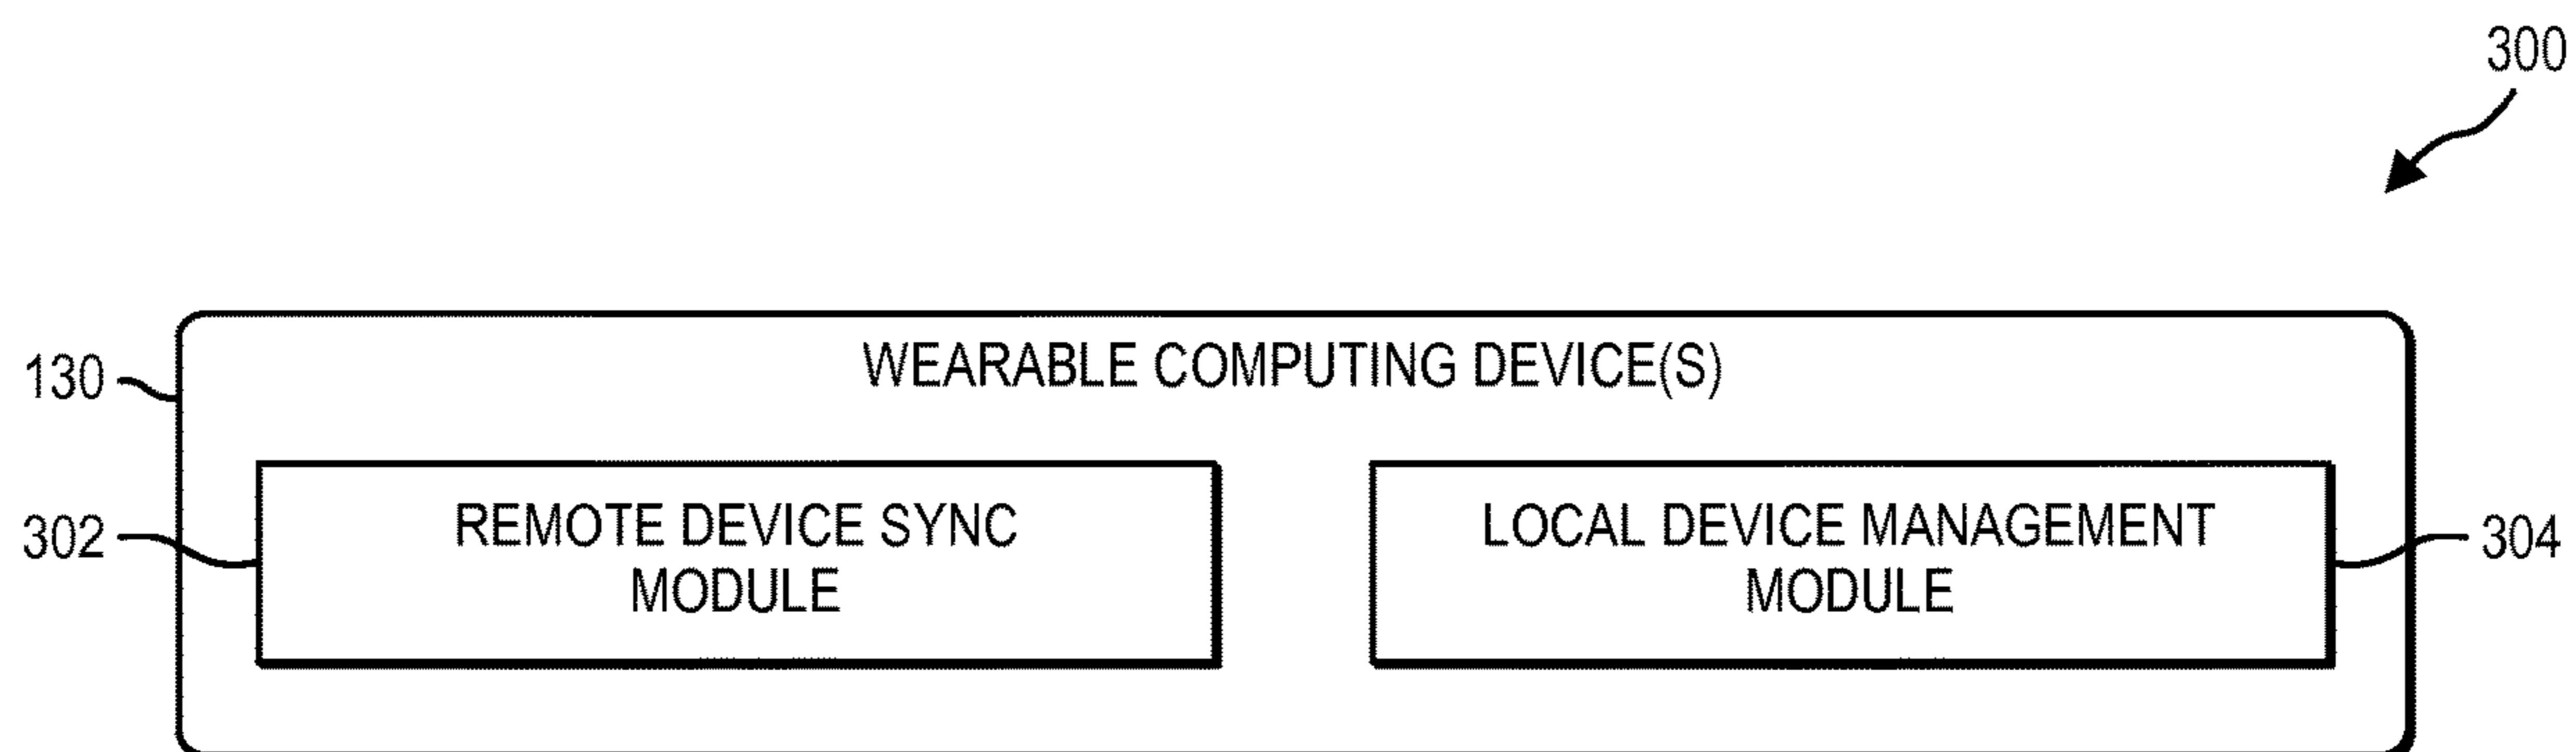 300
WEARABLE COMPUTING DEVICE(S)
130
REMOTE DEVICE SYNC
MODULE
302
LOCAL DEVICE MANAGEMENT
MODULE
304